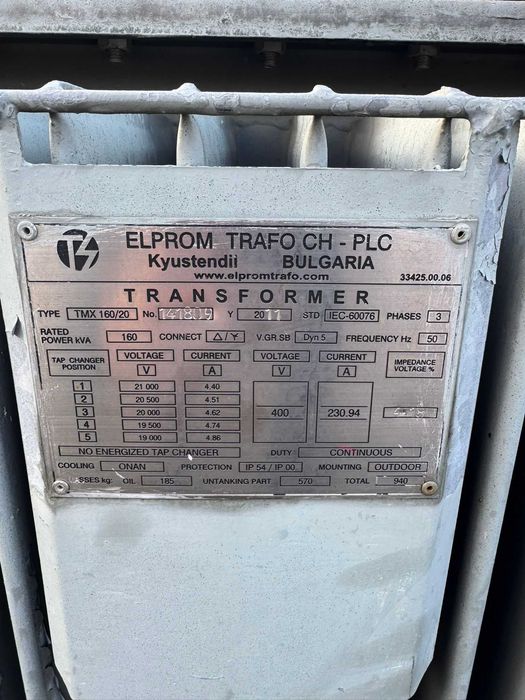 ELPROM TRAFO CH - PLC
Kyustendii BULGARIA
www.elpromtrafo.com 33425.00.06
TRANSFORMER
TYPE TMX 160/20 No. 141809 Y 2011 STD IEC-60076 PHASES 3
RATED POWER kVA 160 CONNECT △/Y V.GR.SB Dyn 5 FREQUENCY Hz 50
TAP CHANGER POSITION VOLTAGE V CURRENT A VOLTAGE V CURRENT A IMPEDANCE VOLTAGE %
1 21 000 4.40
2 20 500 4.51
3 20 000 4.62 400 230.94
4 19 500 4.74
5 19 000 4.86
NO ENERGIZED TAP CHANGER DUTY CONTINUOUS
COOLING ONAN PROTECTION IP 54 / IP 00 MOUNTING OUTDOOR
SSES kg: OIL 185 UNTANKING PART 570 TOTAL 940